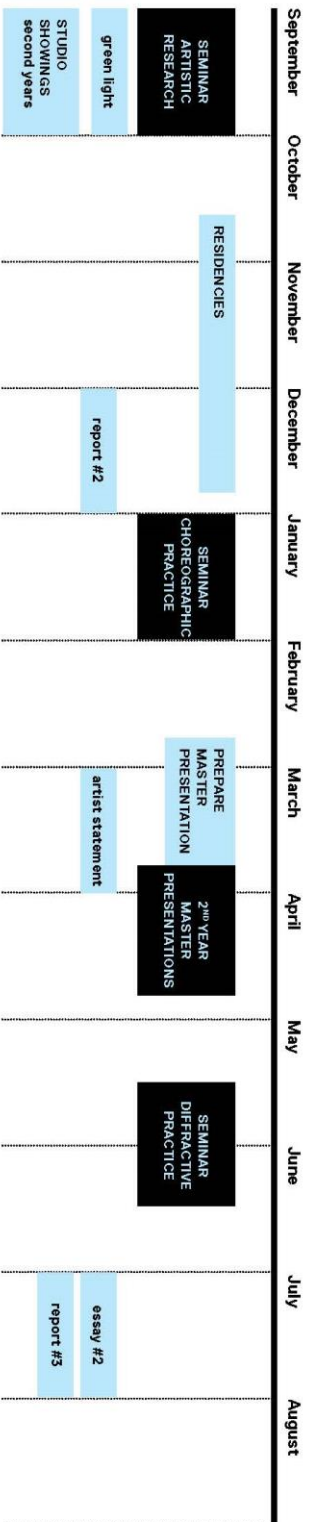 September
October
November
December
January
February
March
April
May
June
July
August
SEMINAR
ARTISTIC
RESEARCH
green light
STUDIO
SHOWINGS
second years
RESIDENCIES
report #2
SEMINAR
CHOREOGRAPHIC
PRACTICE
PREPARE
MASTER
PRESENTATION
artist statement
2ND YEAR
MASTER
PRESENTATIONS
SEMINAR
DIFFRACTIVE
PRACTICE
essay #2
report #3